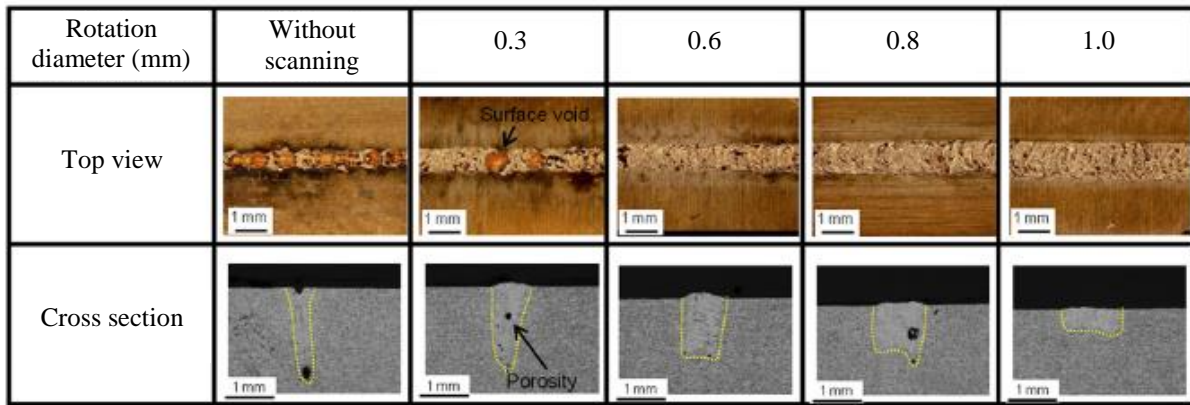 Rotation
diameter (mm)
Without
scanning
0.3
0.6
0.8
1.0
Top view
Surface void
1 mm
1 mm
1 mm
1 mm
1 mm
Cross section
Porosity
1 mm
1 mm
1 mm
1 mm
1 mm